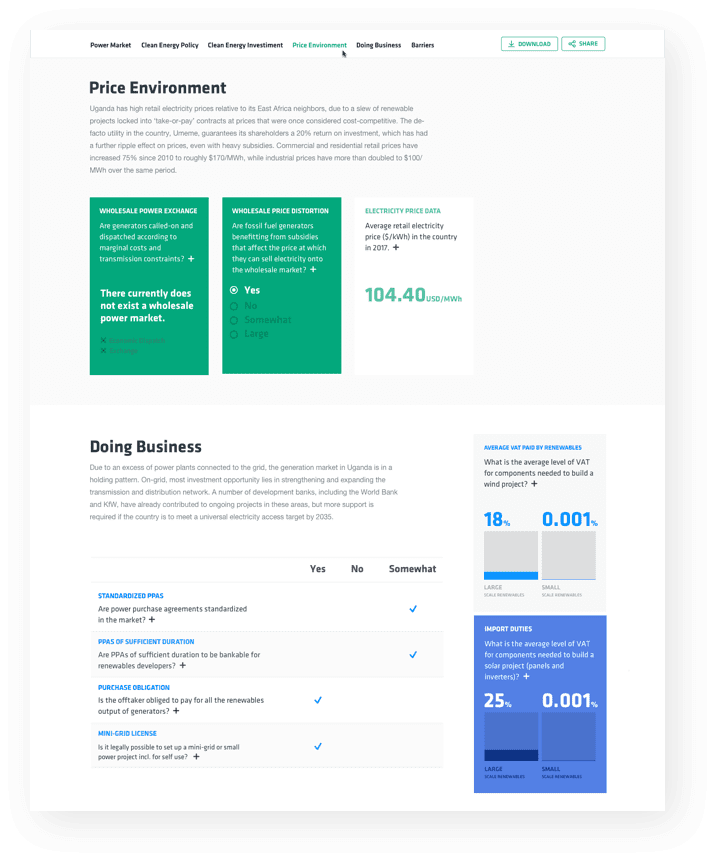 Power Market Clean Energy Policy Clean Energy Investiment Price Environment Doing Business Barriers DOWNLOAD SHARE
Price Environment
Uganda has high retail electricity prices relative to its East Africa neighbors, due to a slew of renewable
projects locked into 'take-or-pay' contracts at prices that were once considered cost-competitive. The de-
facto utility in the country, Umeme, guarantees its shareholders a 20% return on investment, which has had
a further ripple effect on prices, even with heavy subsidies. Commercial and residential retail prices have
increased 75% since 2010 to roughly $170/MWh, while industrial prices have more than doubled to $100/
MWh over the same period.
WHOLESALE POWER EXCHANGE
Are generators called-on and
dispatched according to
marginal costs and
transmission constraints? +
There currently does
not exist a wholesale
power market.
WHOLESALE PRICE DISTORTION
Are fossil fuel generators
benefitting from subsidies
that affect the price at which
they can sell electricity onto
the wholesale market? +
Yes
No
Somewhat
Large
ELECTRICITY PRICE DATA
Average retail electricity
price ($/kWh) in the country
in 2017. +
104.40 USD/MWh
Doing Business
Due to an excess of power plants connected to the grid, the generation market in Uganda is in a
holding pattern. On-grid, most investment opportunity lies in strengthening and expanding the
transmission and distribution network. A number of development banks, including the World Bank
and KfW, have already contributed to ongoing projects in these areas, but more support is
required if the country is to meet a universal electricity access target by 2035.
Yes No Somewhat
STANDARDIZED PPAS
Are power purchase agreements standardized
in the market? +
PPAS OF SUFFICIENT DURATION
Are PPAs of sufficient duration to be bankable for
renewables developers? +
PURCHASE OBLIGATION
Is the offtaker obliged to pay for all the renewables
output of generators? +
MINI-GRID LICENSE
Is it legally possible to set up a mini-grid or small
power project incl. for self use? +
AVERAGE VAT PAID BY RENEWABLES
What is the average level of VAT
for components needed to build a
wind project? +
18% 0.001%
LARGE SMALL
SCALE RENEWABLES SCALE RENEWABLES
IMPORT DUTIES
What is the average level of VAT
for components needed to build a
solar project (panels and
inverters)? +
25% 0.001%
LARGE SMALL
SCALE RENEWABLES SCALE RENEWABLES